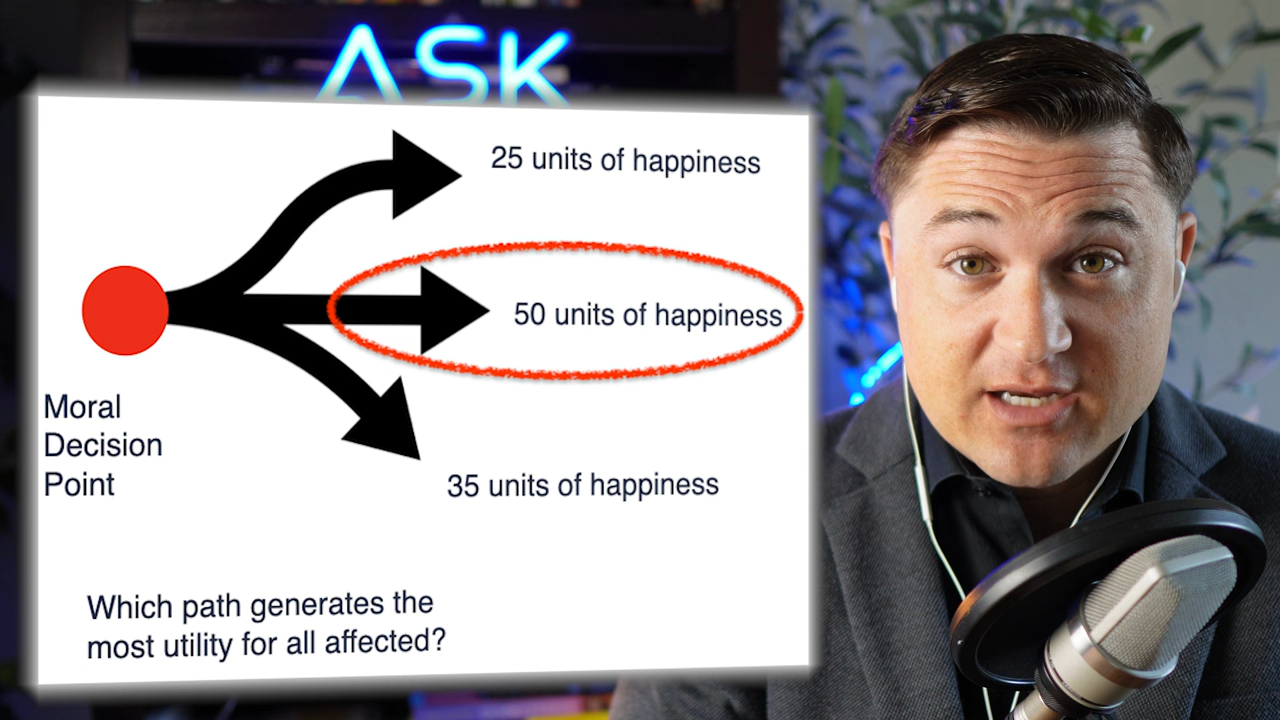 ASK
25 units of happiness
50 units of happiness
Moral
Decision
Point
35 units of happiness
Which path generates the
most utility for all affected?